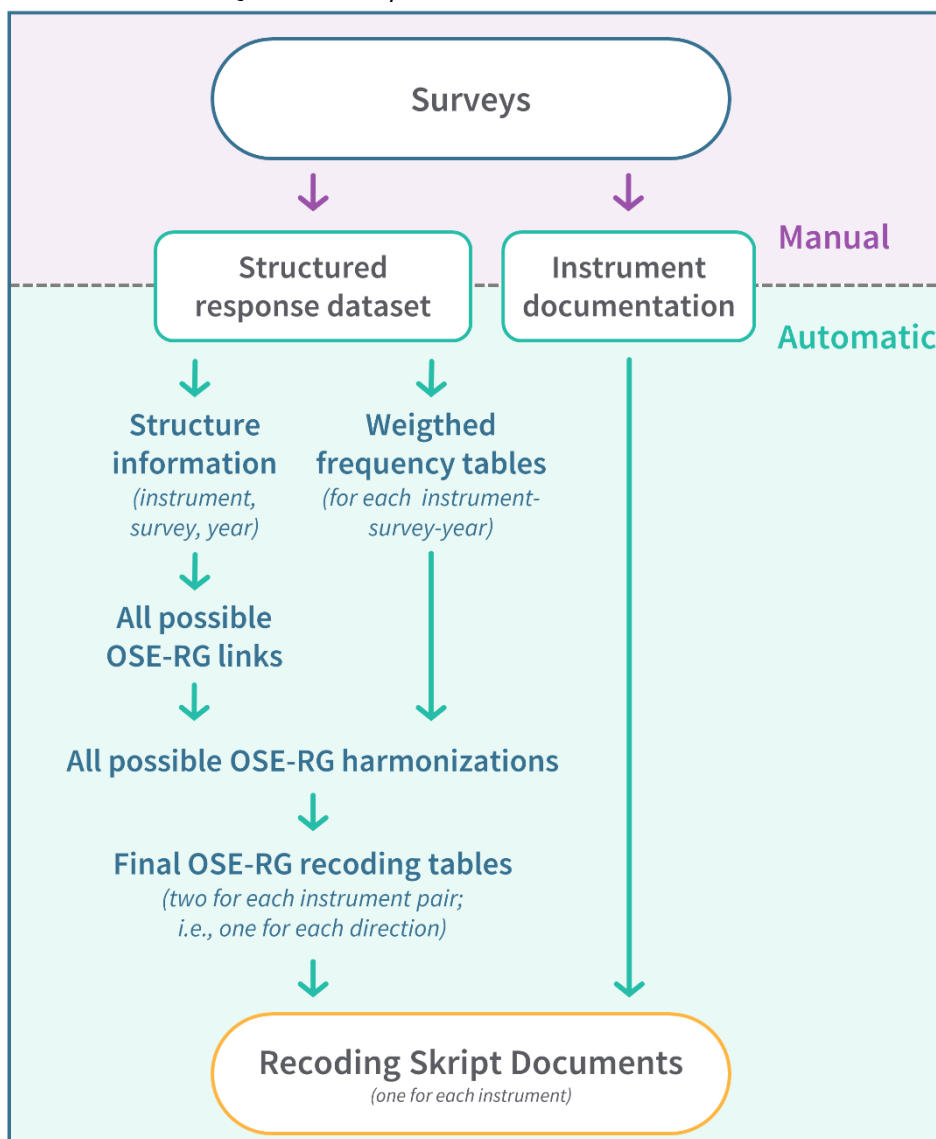 Surveys
Manual
Structured
response dataset
Instrument
documentation
Automatic
Structure
information
(instrument,
survey, year)
Weigthed
frequency tables
(for each instrument-
survey-year)
All possible
OSE-RG links
All possible OSE-RG harmonizations
Final OSE-RG recoding tables
(two for each instrument pair;
i.e., one for each direction)
Recoding Skript Documents
(one for each instrument)